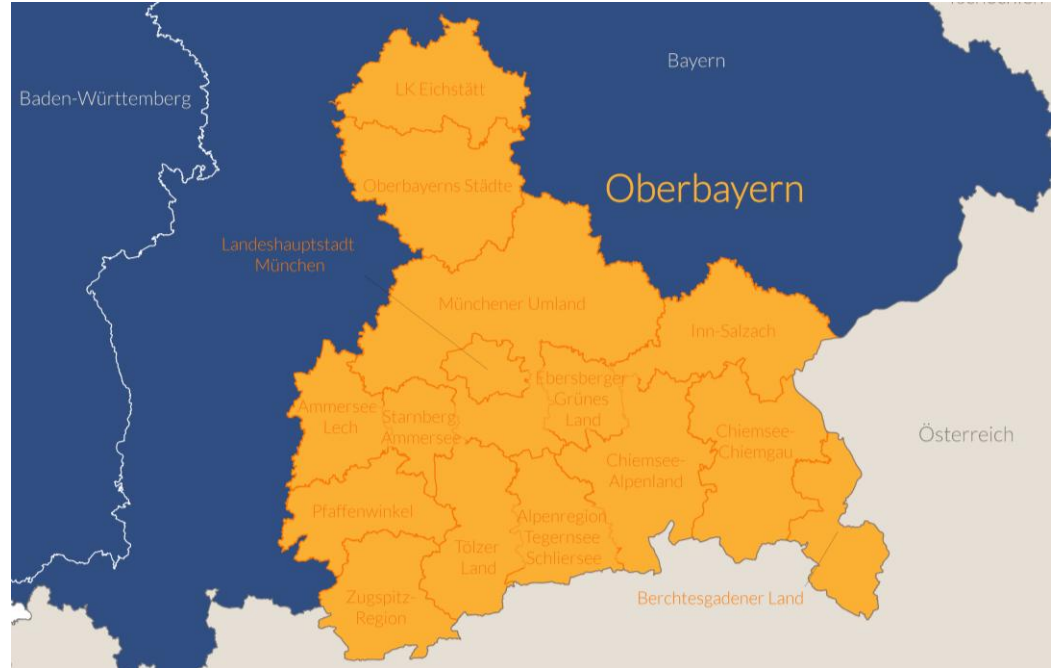 Tschechien
LK Eichstätt
Bayern
Baden-Württemberg
Oberbayerns Städte
Oberbayern
Landeshauptstadt
München
Münchener Umland
Inn-Salzach
Ebersberger
Grünes
Land
Ammersee
Lech
Starnberg
Ammersee
Chiemsee-
Chiemgau
Österreich
Chiemsee-
Alpenland
Pfaffenwinkel
Alpenregion
Tegernsee
Schliersee
Tölzer
Land
Zugspitz-
Region
Berchtesgadener Land